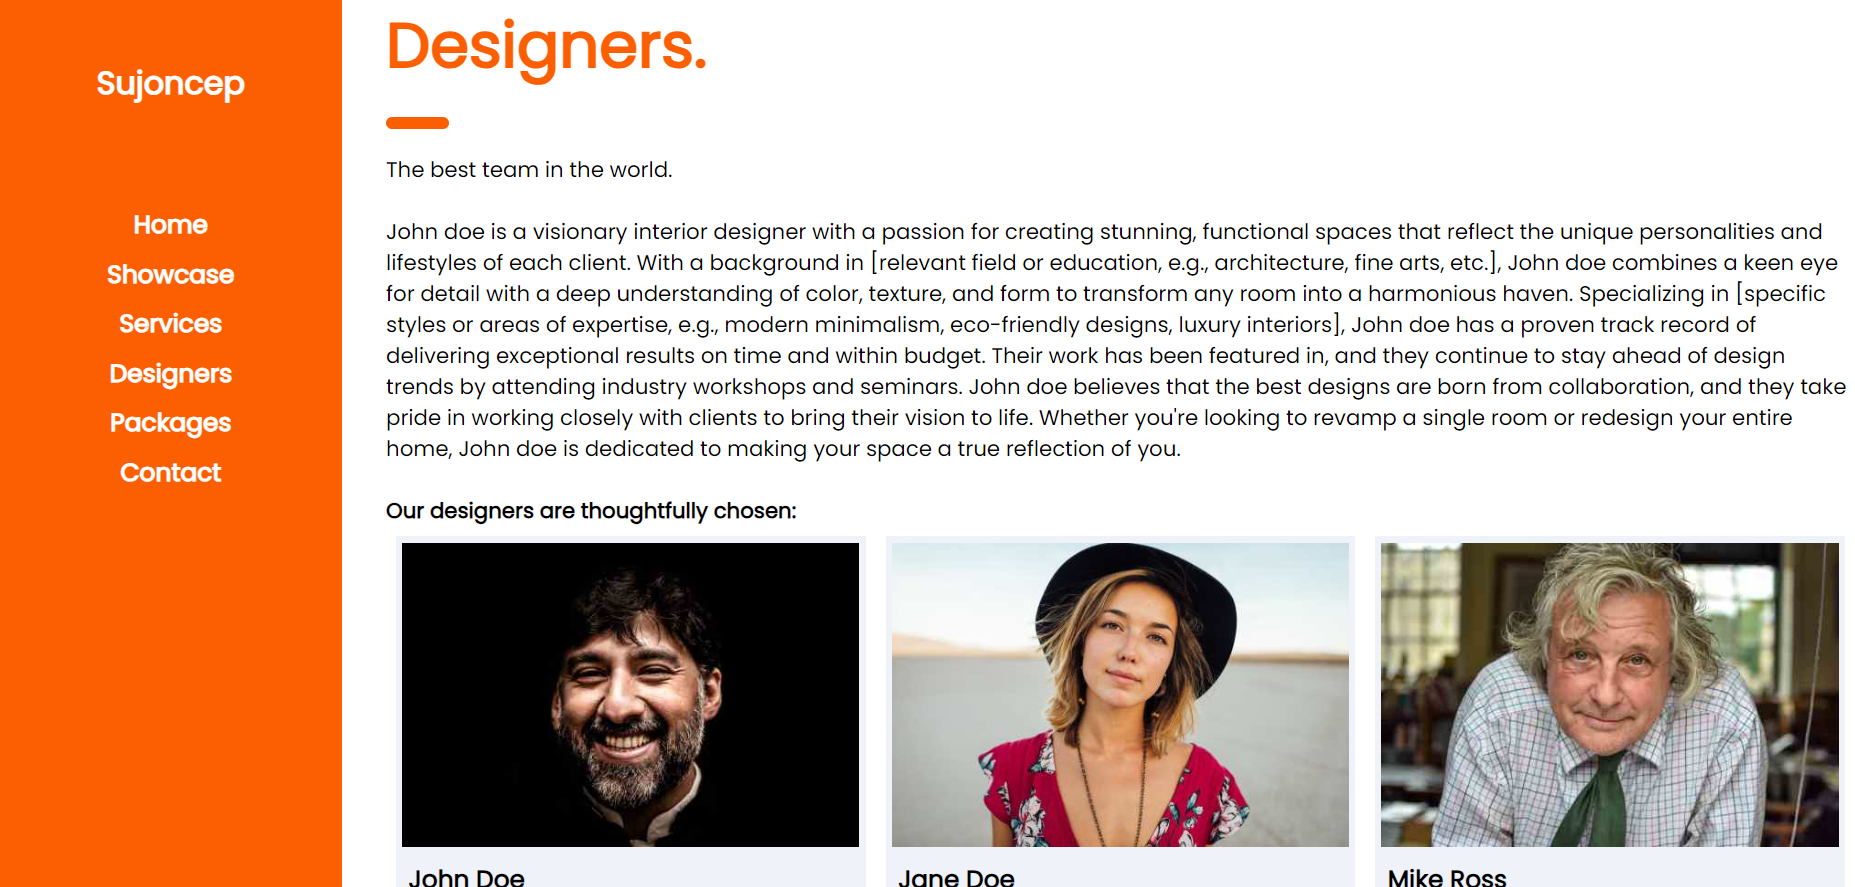 Sujoncep
Home
Showcase
Services
Designers
Packages
Contact
Designers.
The best team in the world.
John doe is a visionary interior designer with a passion for creating stunning, functional spaces that reflect the unique personalities and
lifestyles of each client. With a background in [relevant field or education, e.g., architecture, fine arts, etc.], John doe combines a keen eye
for detail with a deep understanding of color, texture, and form to transform any room into a harmonious haven. Specializing in [specific
styles or areas of expertise, e.g., modern minimalism, eco-friendly designs, luxury interiors], John doe has a proven track record of
delivering exceptional results on time and within budget. Their work has been featured in, and they continue to stay ahead of design
trends by attending industry workshops and seminars. John doe believes that the best designs are born from collaboration, and they take
pride in working closely with clients to bring their vision to life. Whether you're looking to revamp a single room or redesign your entire
home, John doe is dedicated to making your space a true reflection of you.
Our designers are thoughtfully chosen:
John Doe
Jane Doe
Mike Ross